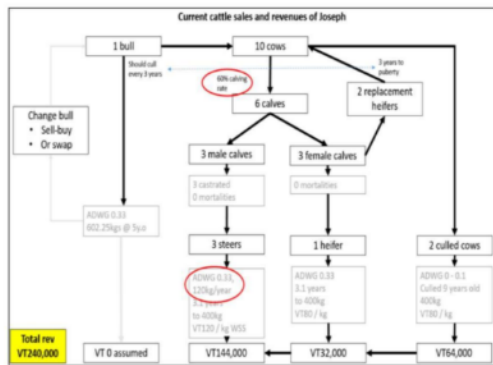 Current cattle sales and revenues of Joseph
1 bull
10 cows
Should cull
every 3 years
60% calving
rate
3 years to
puberty
6 calves
2 replacement
heifers
Change bull
• Sell-buy
• Or swap
3 male calves
3 female calves
3 castrated
0 mortalities
0 mortalities
ADWG 0.33
602.25kgs @ 5y.o
3 steers
1 heifer
2 culled cows
ADWG 0.33,
120kg/year
3.1 years
to 400kg
VT120 / kg WSS
ADWG 0.33
3.1 years
to 400kg
VT80 / kg
ADWG 0 - 0.1
Culled 9 years old
400kg
VT80 / kg
Total rev
VT240,000
VT 0 assumed
VT144,000
VT32,000
VT64,000